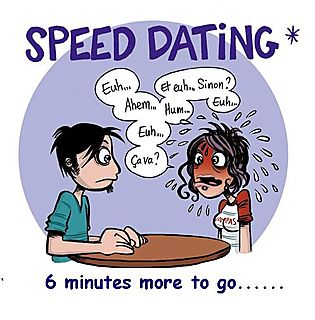 SPEED DATING *
Euh... Et euh... Sinon?
Ahem... Hum... Euh...
Euh...
Ça va?
6 minutes more to go......